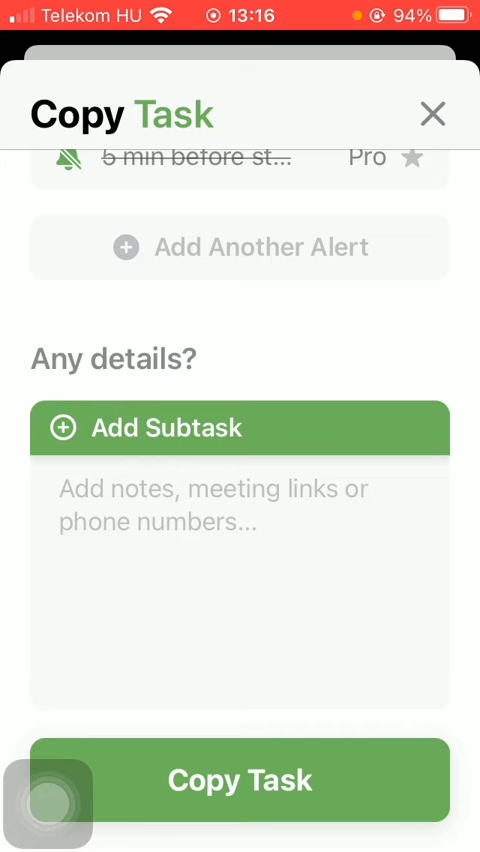 Telekom HU 13:16 94%
Copy Task
5 min before st... Pro
Add Another Alert
Any details?
Add Subtask
Add notes, meeting links or
phone numbers...
Copy Task